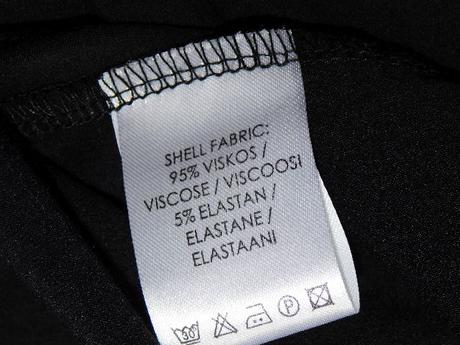 SHELL FABRIC:
95% VISKOS /
VISCOSE / VISCOOSI
5% ELASTAN /
ELASTANE /
ELASTAANI
30 P